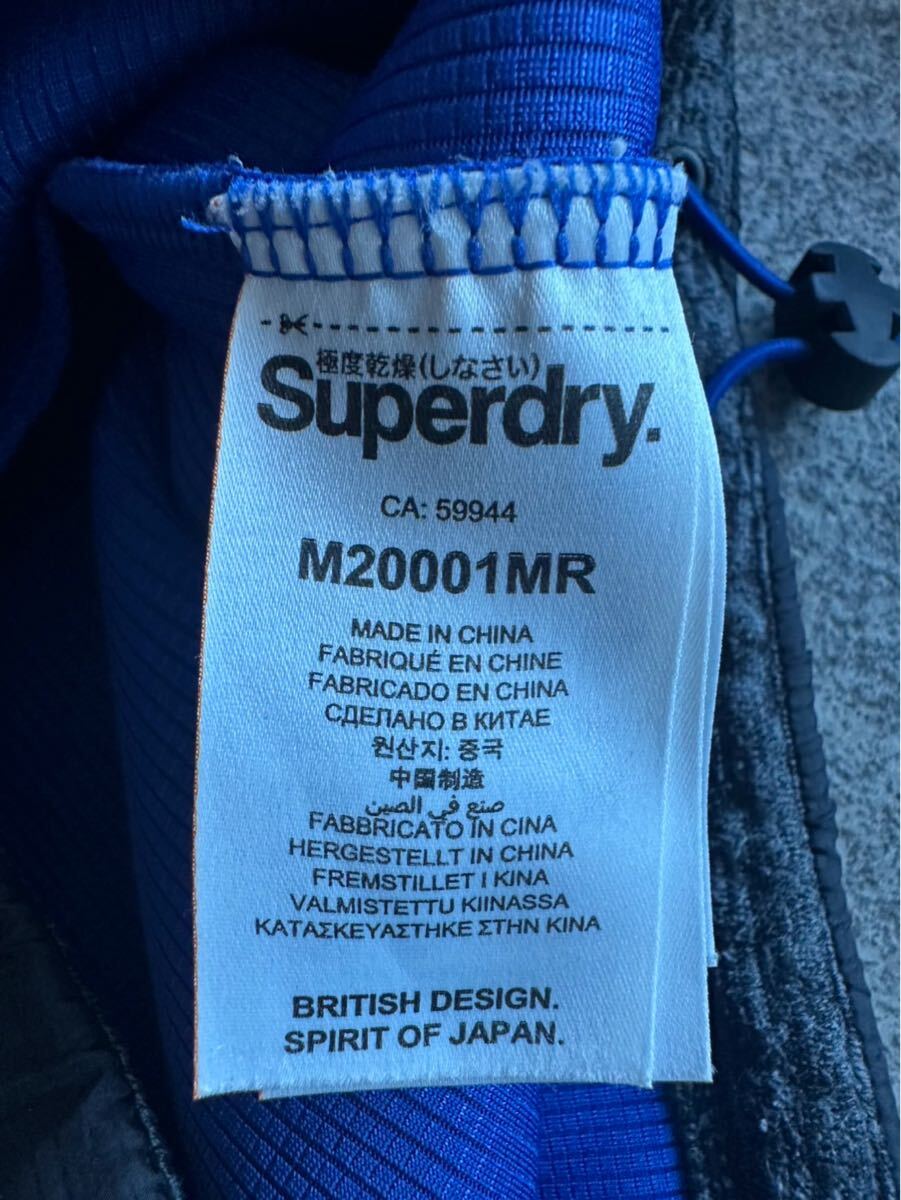 極度乾燥(しなさい)
Superdry.
CA: 59944
M20001MR
MADE IN CHINA
FABRIQUÉ EN CHINE
FABRICADO EN CHINA
СДЕЛАНО В КИТАЕ
원산지: 중국
中国制造
صنع في الصين
FABBRICATO IN CINA
HERGESTELLT IN CHINA
FREMSTILLET I KINA
VALMISTETTU KIINASSA
ΚΑΤΑΣΚΕΥΑΣΤΗΚΕ ΣΤΗΝ ΚΙΝΑ
BRITISH DESIGN.
SPIRIT OF JAPAN.